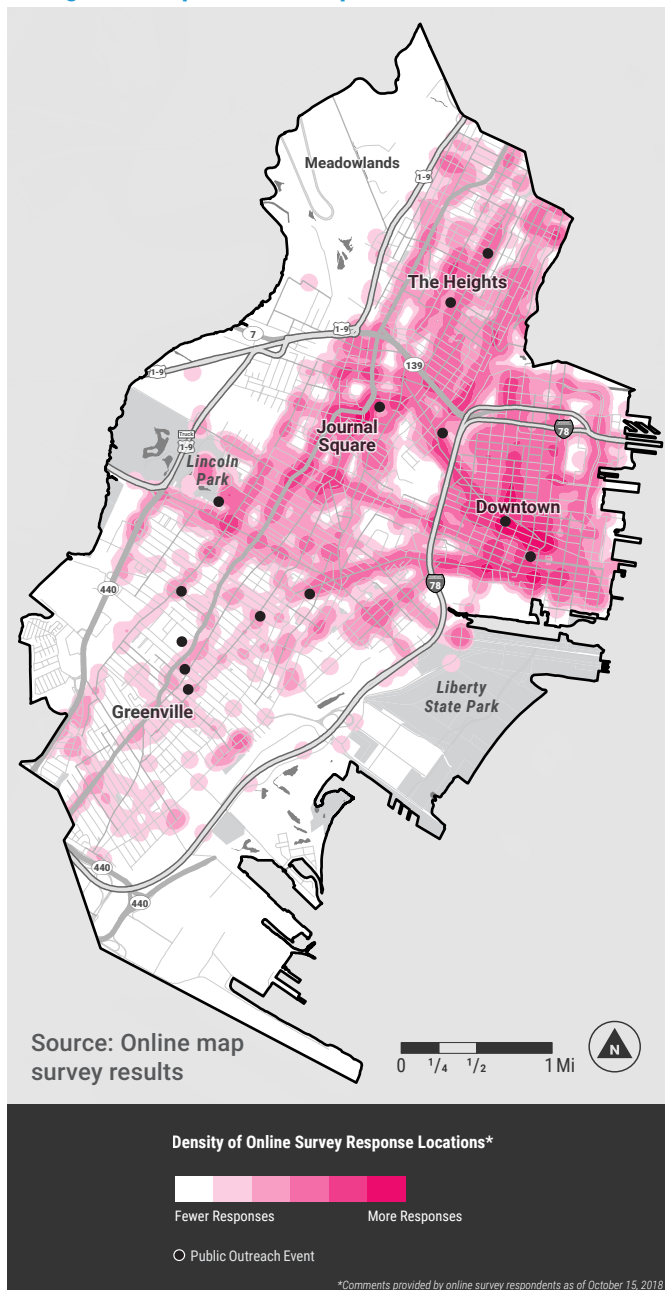 Meadowlands
1-9
The Heights
7
1-9
139
1-9
Journal
Square
78
Truck
1-9
Lincoln
Park
Downtown
440
78
Liberty
State Park
Greenville
440
440
Source: Online map
survey results
0 1/4 1/2 1 Mi
N
Density of Online Survey Response Locations*
Fewer Responses More Responses
Public Outreach Event
*Comments provided by online survey respondents as of October 15, 2018